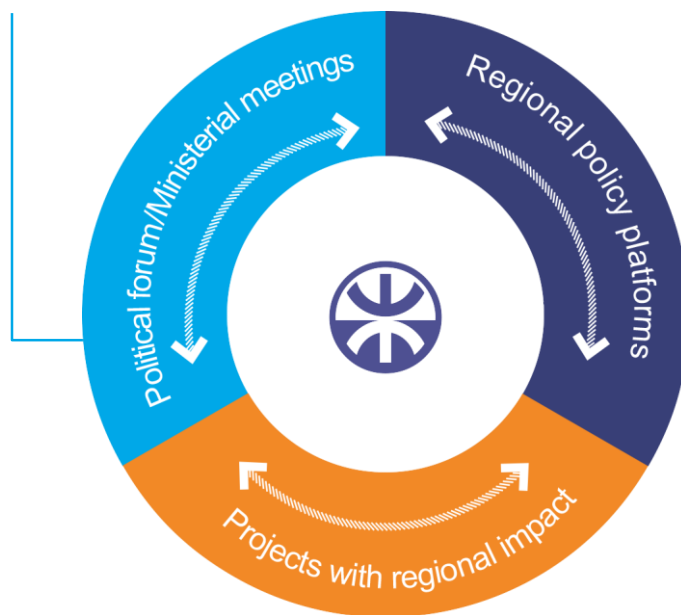 Political forum/Ministerial meetings
Regional policy platforms
Projects with regional impact